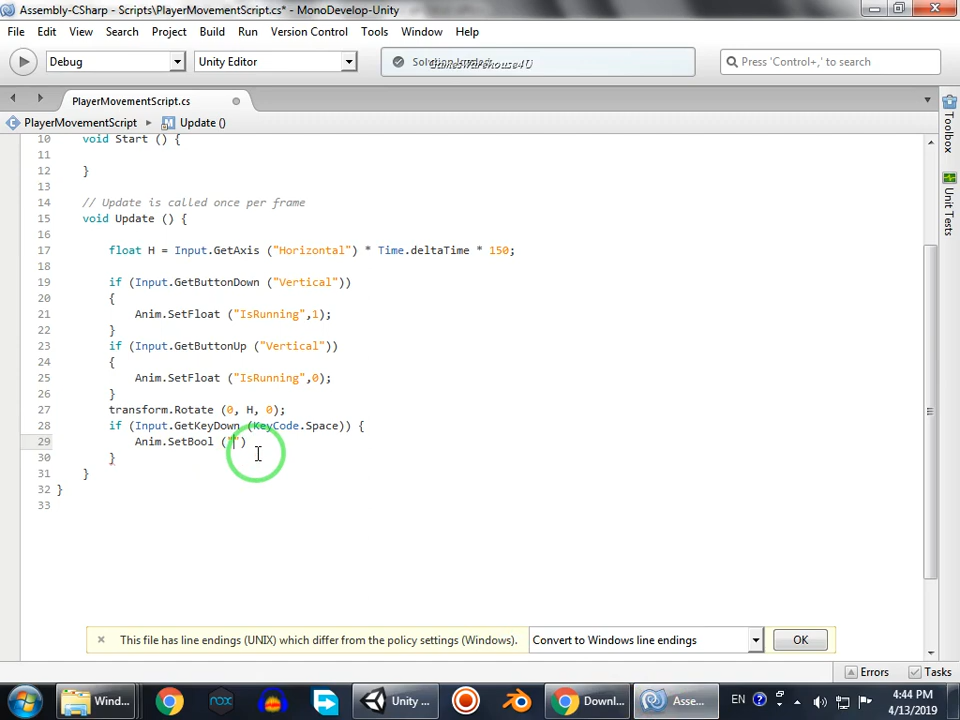 Assembly-CSharp - Scripts\PlayerMovementScript.cs* - MonoDevelop-Unity
File Edit View Search Project Build Run Version Control Tools Window Help
Debug Unity Editor GamesWarehouse4U Press 'Control+,' to search
PlayerMovementScript.cs
PlayerMovementScript Update ()
Toolbox
Unit Tests
10 void Start () {
11
12 }
13
14 // Update is called once per frame
15 void Update () {
16
17 float H = Input.GetAxis ("Horizontal") * Time.deltaTime * 150;
18
19 if (Input.GetButtonDown ("Vertical"))
20 {
21 Anim.SetFloat ("IsRunning",1);
22 }
23 if (Input.GetButtonUp ("Vertical"))
24 {
25 Anim.SetFloat ("IsRunning",0);
26 }
27 transform.Rotate (0, H, 0);
28 if (Input.GetKeyDown (KeyCode.Space)) {
29 Anim.SetBool ("")
30 }
31 }
32 }
33
This file has line endings (UNIX) which differ from the policy settings (Windows). Convert to Windows line endings OK
Errors Tasks
Wind... nox Unity ... Downl... Asse... EN 4:44 PM
4/13/2019